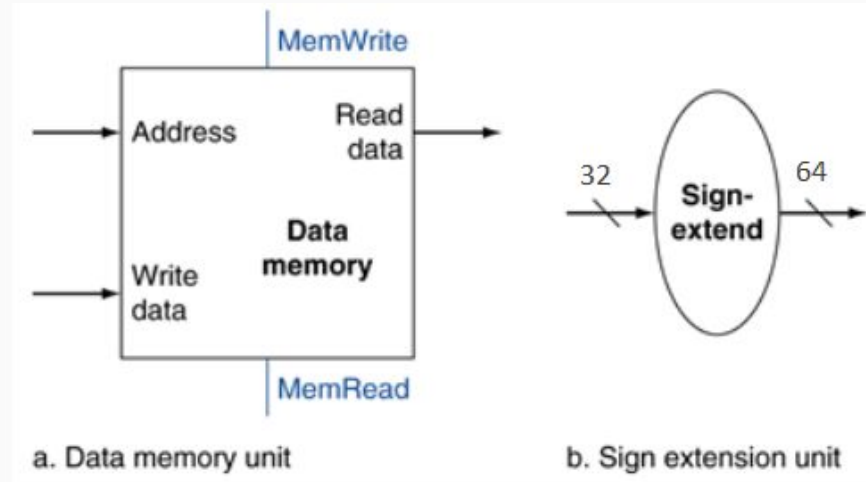 MemWrite
Address
Read
data
Data
memory
Write
data
MemRead
a. Data memory unit
32
Sign-
extend
64
b. Sign extension unit